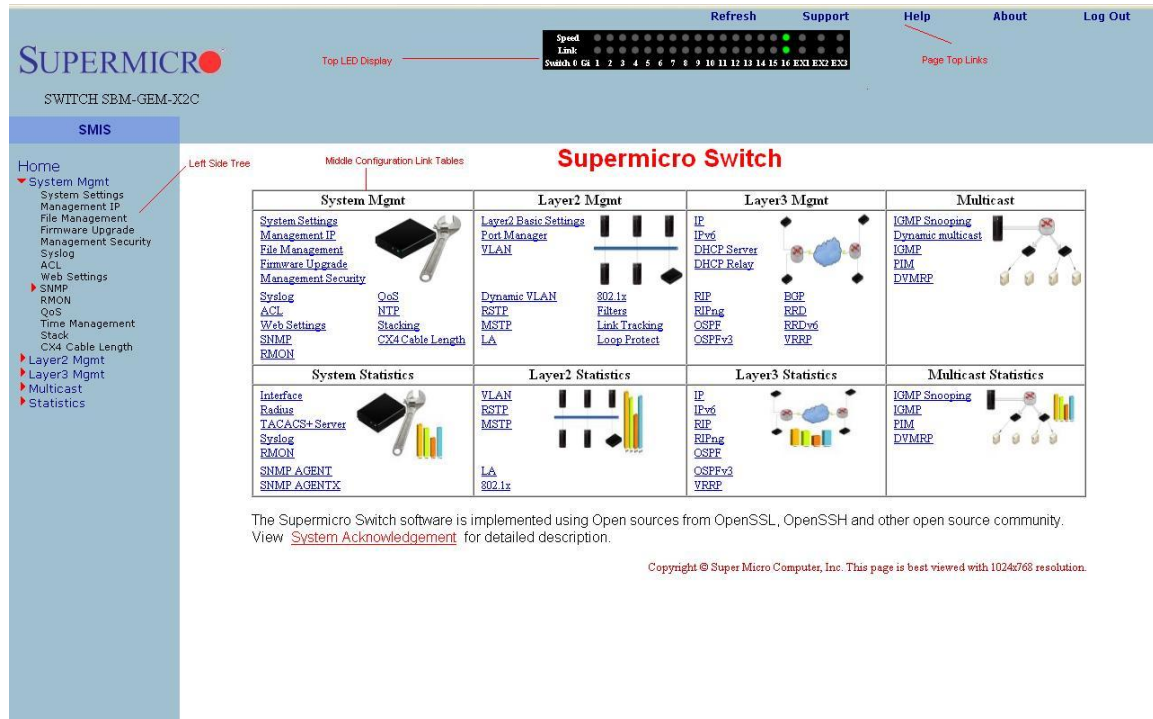 Refresh Support Help About Log Out
SUPERMICRO
SWITCH SBM-GEM-X2C
Top LED Display
Speed
Link
Switch 0 Gi 1 2 3 4 5 6 7 8 9 10 11 12 13 14 15 16 EX1 EX2 EX3
Page Top Links
SMIS
Home
System Mgmt
System Settings
Management IP
File Management
Firmware Upgrade
Management Security
Syslog
ACL
Web Settings
SNMP
RMON
QoS
Time Management
Stack
CX4 Cable Length
Layer2 Mgmt
Layer3 Mgmt
Multicast
Statistics
Left Side Tree
Middle Configuration Link Tables
Supermicro Switch
System Mgmt
System Settings
Management IP
File Management
Firmware Upgrade
Management Security
Syslog QoS
ACL NTP
Web Settings Stacking
SNMP CX4 Cable Length
RMON
Layer2 Mgmt
Layer2 Basic Settings
Port Manager
VLAN
Dynamic VLAN 802.1x
RSTP Filters
MSTP Link Tracking
LA Loop Protect
Layer3 Mgmt
IP
IPv6
DHCP Server
DHCP Relay
RIP BGP
RIPng RRD
OSPF RRDv6
OSPFv3 VRRP
Multicast
IGMP Snooping
Dynamic multicast
IGMP
PIM
DVMRP
System Statistics
Interface
Radius
TACACS+ Server
Syslog
RMON
SNMP AGENT
SNMP AGENTX
Layer2 Statistics
VLAN
RSTP
MSTP
LA
802.1x
Layer3 Statistics
IP
IPv6
RIP
RIPng
OSPF
OSPFv3
VRRP
Multicast Statistics
IGMP Snooping
IGMP
PIM
DVMRP
The Supermicro Switch software is implemented using Open sources from OpenSSL, OpenSSH and other open source community.
View System Acknowledgement for detailed description.
Copyright © Super Micro Computer, Inc. This page is best viewed with 1024x768 resolution.